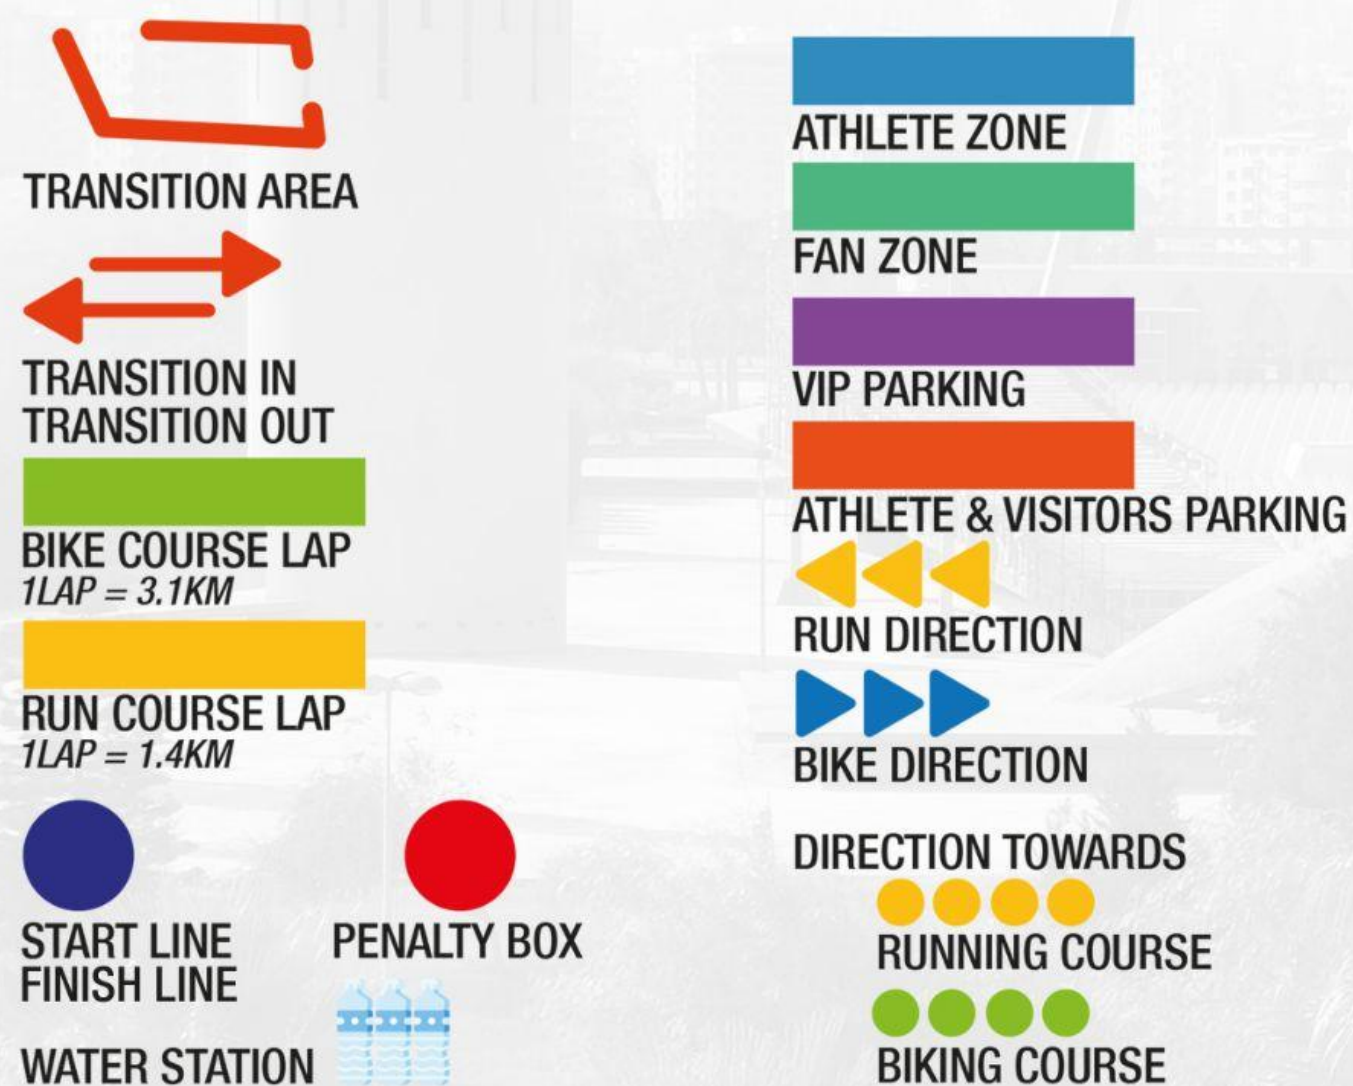 TRANSITION AREA
TRANSITION IN
TRANSITION OUT
BIKE COURSE LAP
1LAP = 3.1KM
RUN COURSE LAP
1LAP = 1.4KM
START LINE
FINISH LINE
PENALTY BOX
WATER STATION
ATHLETE ZONE
FAN ZONE
VIP PARKING
ATHLETE & VISITORS PARKING
RUN DIRECTION
BIKE DIRECTION
DIRECTION TOWARDS
RUNNING COURSE
BIKING COURSE